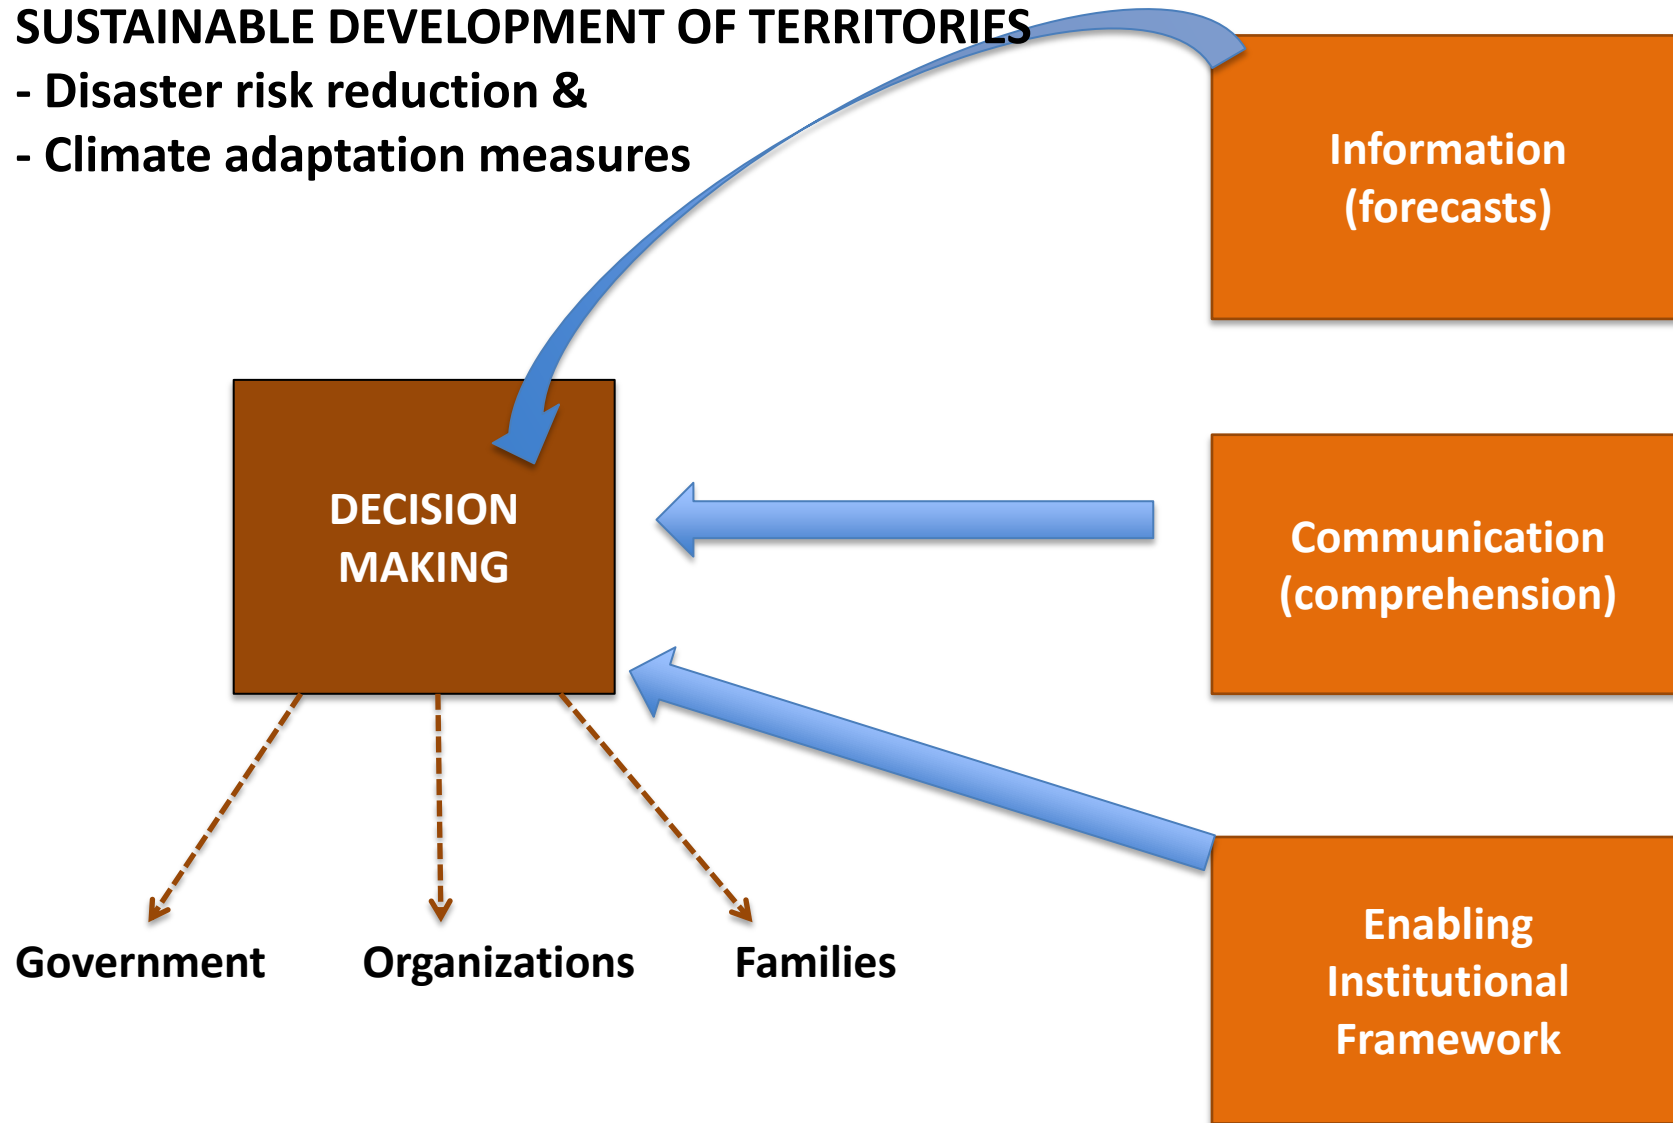 SUSTAINABLE DEVELOPMENT OF TERRITORIES
- Disaster risk reduction &
- Climate adaptation measures
Information
(forecasts)
DECISION
MAKING
Communication
(comprehension)
Government
Organizations
Families
Enabling
Institutional
Framework